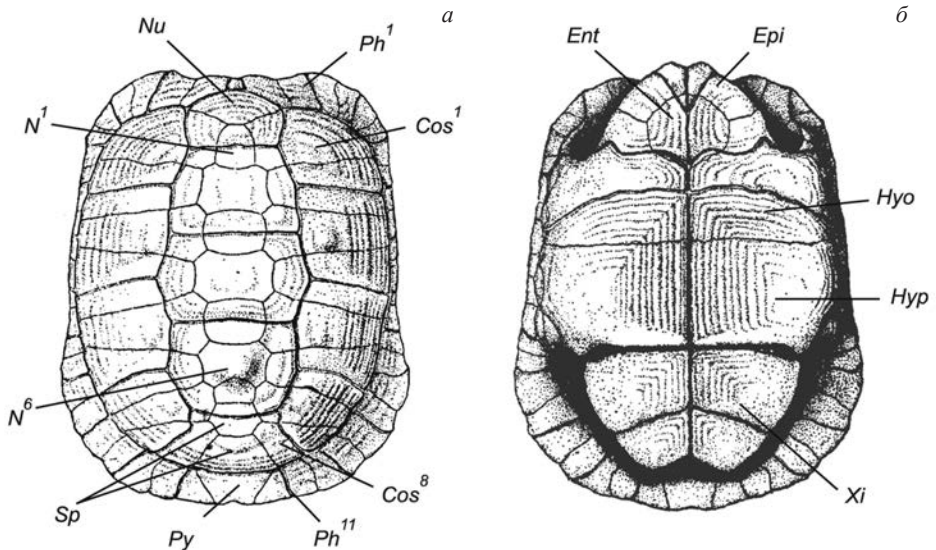 а
б
Nu
Ph¹
N¹
Cos¹
N⁶
Sp
Py
Ph¹¹
Cos⁸
Ent
Epi
Hyo
Hyp
Xi